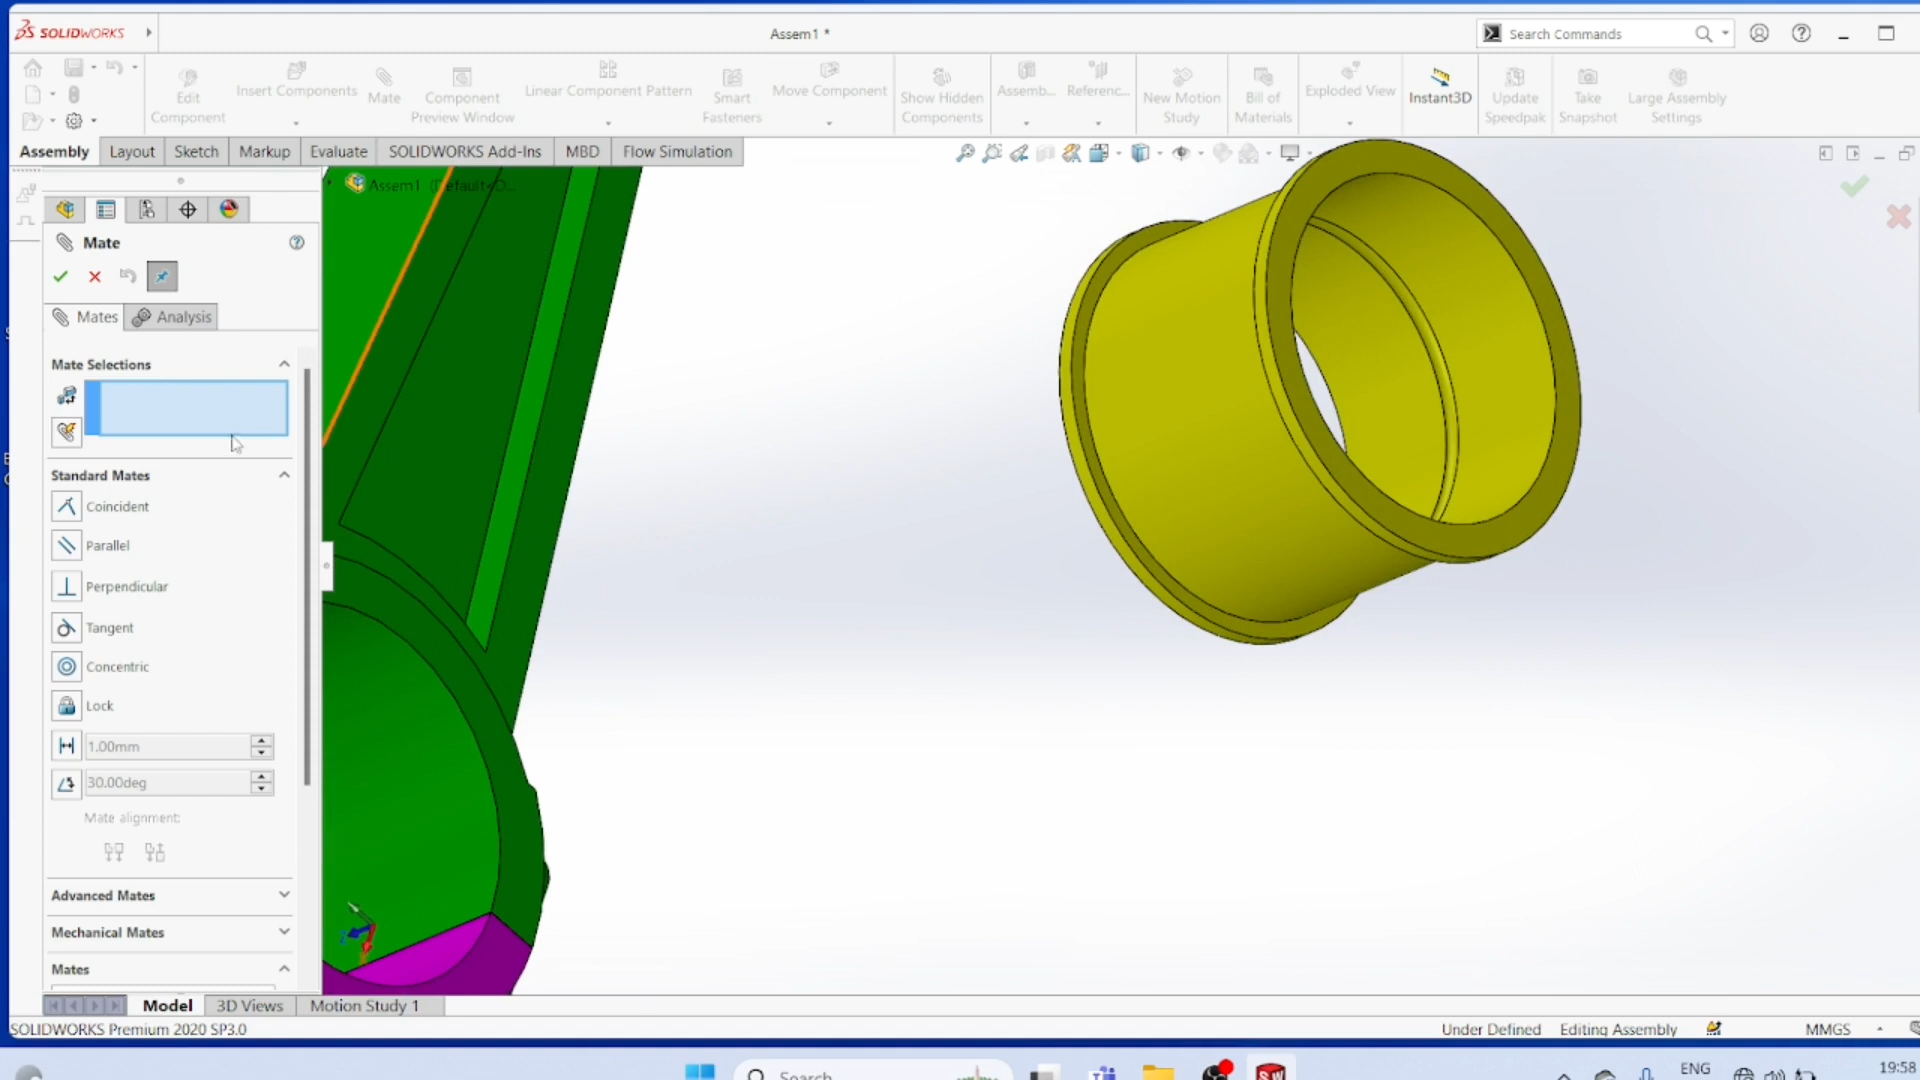 SOLIDWORKS
Assem1 *
Search Commands
Edit Component
Insert Components
Mate
Component Preview Window
Linear Component Pattern
Smart Fasteners
Move Component
Show Hidden Components
Assemb...
Referenc...
New Motion Study
Bill of Materials
Exploded View
Instant3D
Update Speedpak
Take Snapshot
Large Assembly Settings
Assembly
Layout
Sketch
Markup
Evaluate
SOLIDWORKS Add-Ins
MBD
Flow Simulation
Assem1 (Default<D...
Mate
Mates
Analysis
Mate Selections
Standard Mates
Coincident
Parallel
Perpendicular
Tangent
Concentric
Lock
1.00mm
30.00deg
Mate alignment:
Advanced Mates
Mechanical Mates
Mates
Model
3D Views
Motion Study 1
SOLIDWORKS Premium 2020 SP3.0
Under Defined
Editing Assembly
MMGS
Search
ENG
19:58